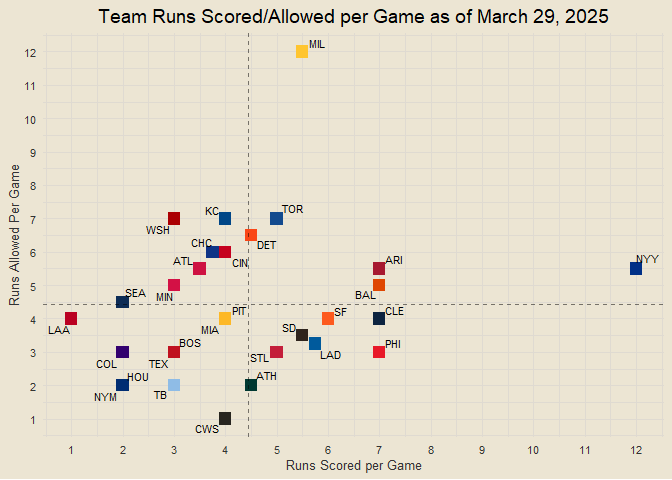 Team Runs Scored/Allowed per Game as of March 29, 2025
Runs Allowed Per Game
12
11
10
9
8
7
6
5
4
3
2
1
MIL
KC
TOR
WSH
DET
CHC
CIN
ATL
ARI
NYY
MIN
BAL
SEA
LAA
PIT
MIA
SF
CLE
SD
LAD
BOS
COL
TEX
STL
PHI
HOU
NYM
TB
ATH
CWS
1 2 3 4 5 6 7 8 9 10 11 12
Runs Scored per Game